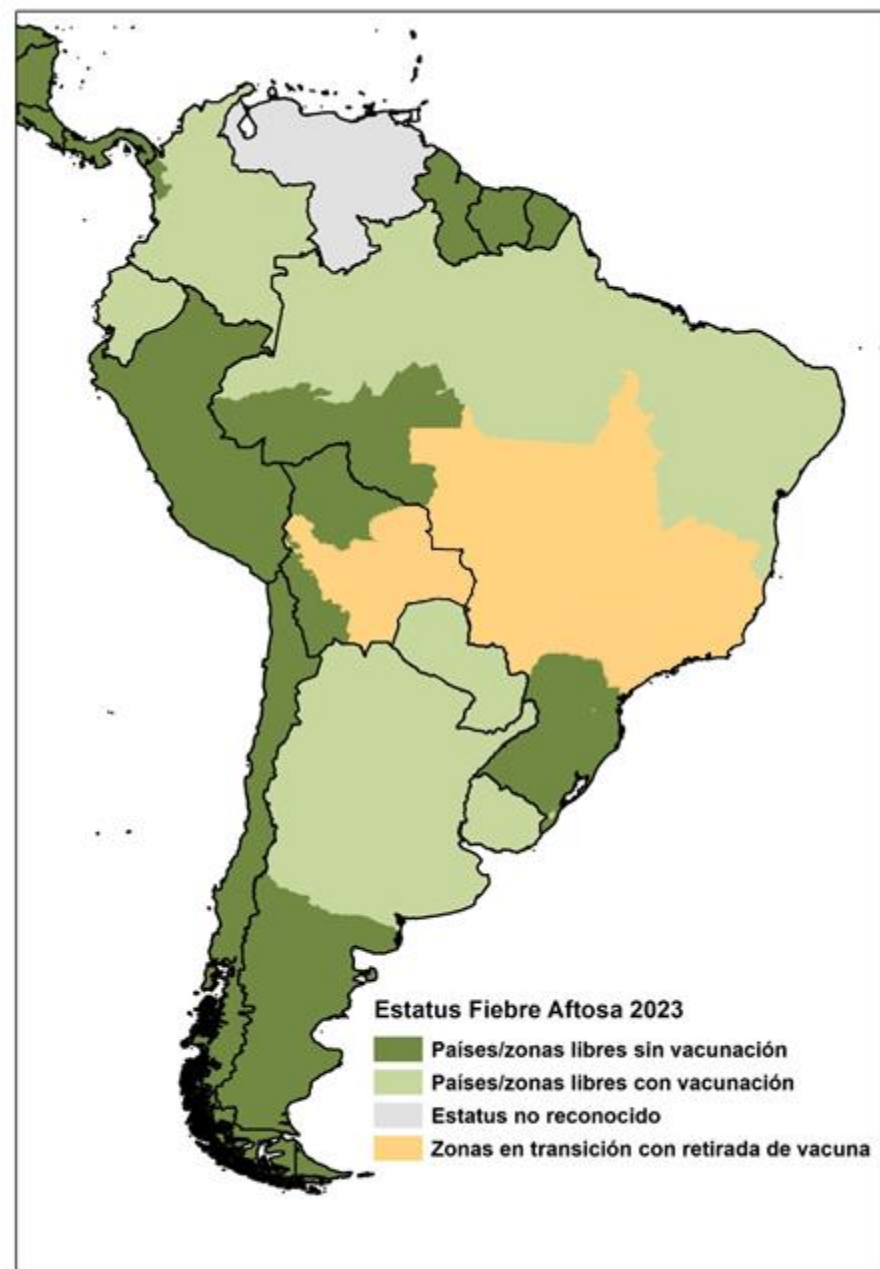 Estatus Fiebre Aftosa 2023
Países/zonas libres sin vacunación
Países/zonas libres con vacunación
Estatus no reconocido
Zonas en transición con retirada de vacuna